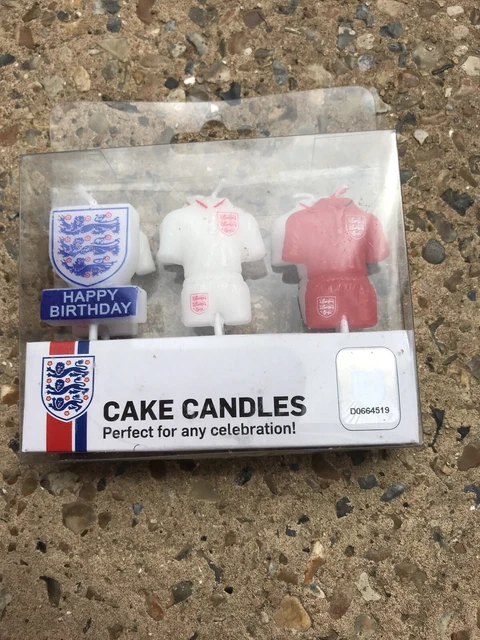 HAPPY
BIRTHDAY
CAKE CANDLES
Perfect for any celebration!
D0664519